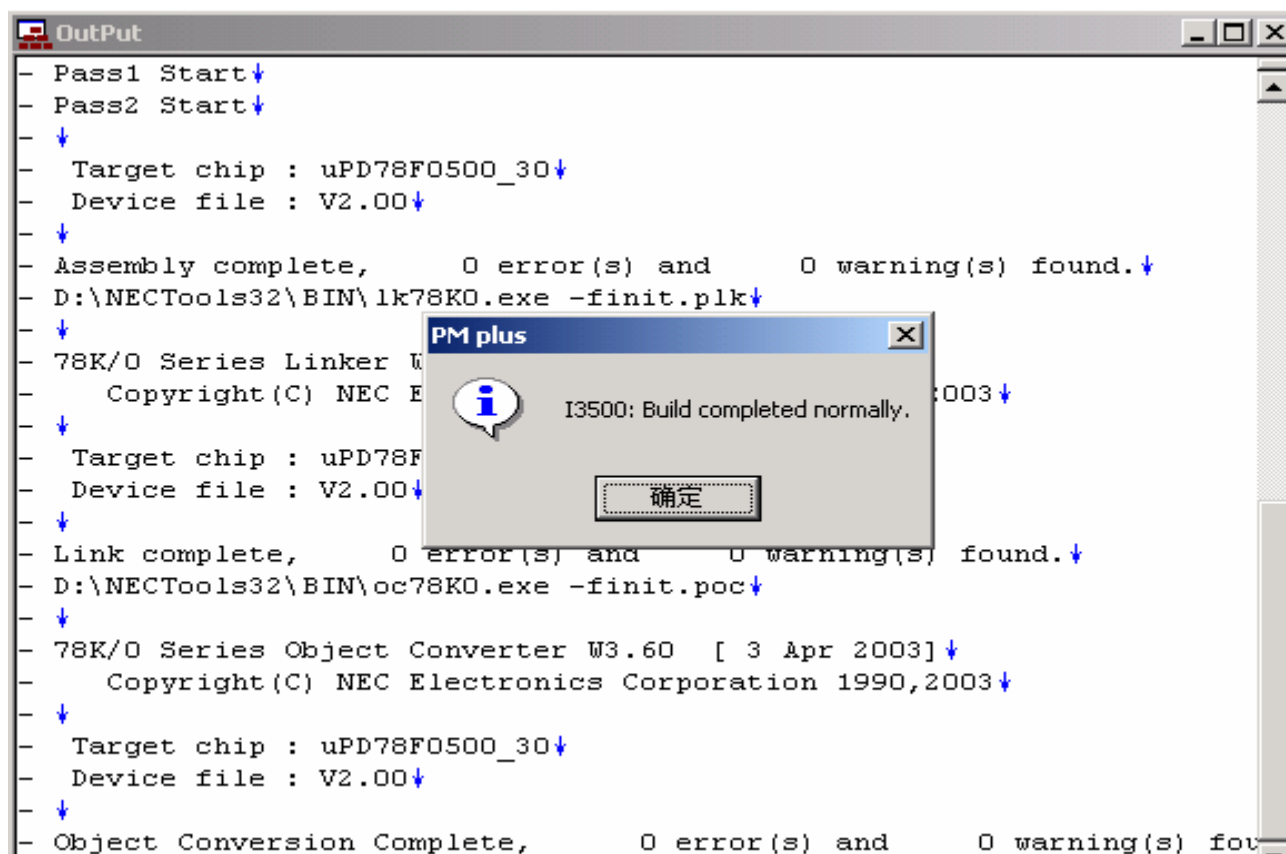 OutPut
- Pass1 Start↓
- Pass2 Start↓
- ↓
- Target chip : uPD78F0500_30↓
- Device file : V2.00↓
- ↓
- Assembly complete, 0 error(s) and 0 warning(s) found.↓
- D:\NECTools32\BIN\lk78K0.exe -finit.plk↓
- ↓
- 78K/0 Series Linker
- Copyright(C) NEC :003↓
- ↓
- Target chip : uPD78F
- Device file : V2.00↓
- ↓
- Link complete, 0 error(s) and 0 warning(s) found.↓
- D:\NECTools32\BIN\oc78K0.exe -finit.poc↓
- ↓
- 78K/0 Series Object Converter W3.60 [ 3 Apr 2003]↓
- Copyright(C) NEC Electronics Corporation 1990,2003↓
- ↓
- Target chip : uPD78F0500_30↓
- Device file : V2.00↓
- ↓
- Object Conversion Complete, 0 error(s) and 0 warning(s) fou
PM plus
I3500: Build completed normally.
确定